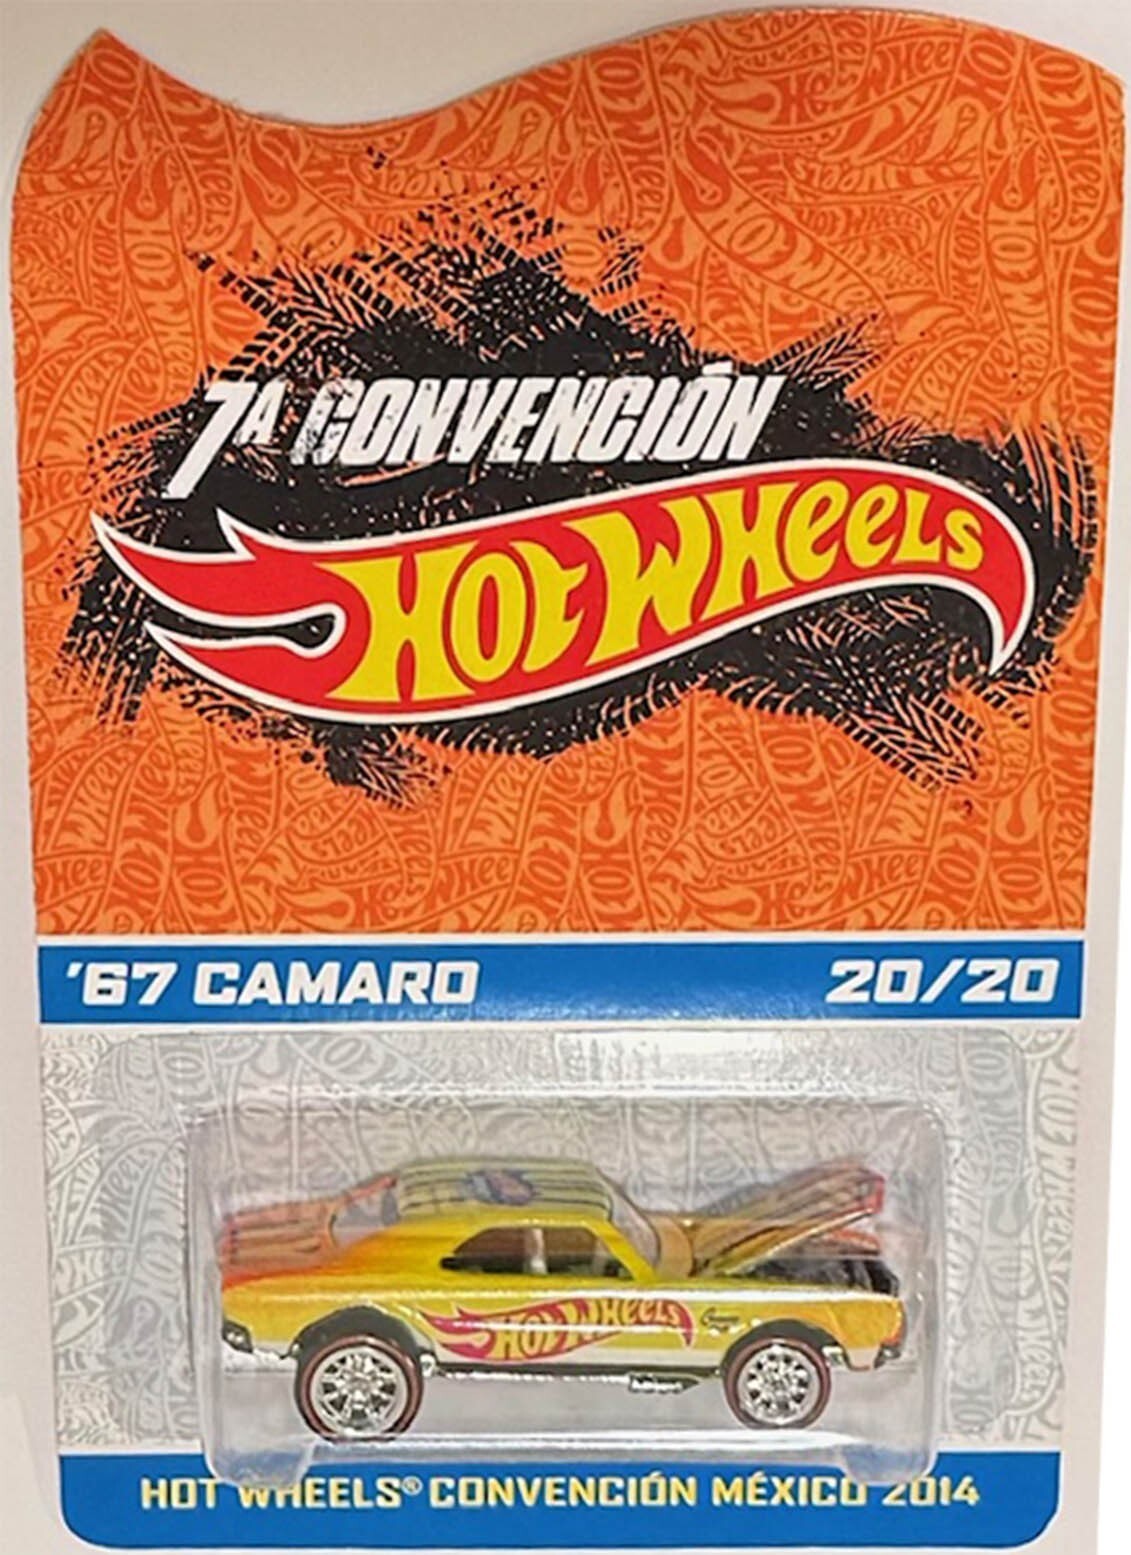 7A CONVENCIÓN
HOT WHEELS
'67 CAMARO
20/20
HOT WHEELS
HOT WHEELS® CONVENCIÓN MÉXICO 2014